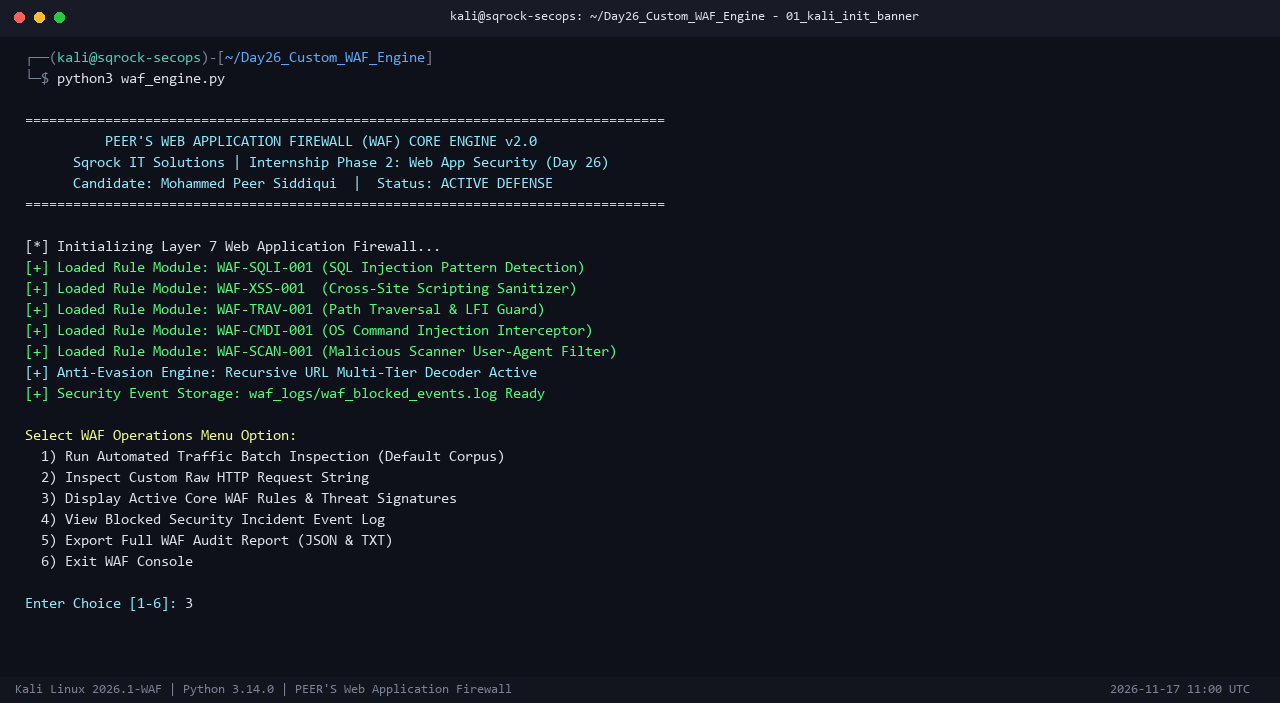 kali@sqrock-secops: ~/Day26_Custom_WAF_Engine - 01_kali_init_banner
┌──(kali@sqrock-secops)-[~/Day26_Custom_WAF_Engine]
└─$ python3 waf_engine.py
================================================================================
PEER'S WEB APPLICATION FIREWALL (WAF) CORE ENGINE v2.0
Sqrock IT Solutions | Internship Phase 2: Web App Security (Day 26)
Candidate: Mohammed Peer Siddiqui  |  Status: ACTIVE DEFENSE
================================================================================
[*] Initializing Layer 7 Web Application Firewall...
[+] Loaded Rule Module: WAF-SQLI-001 (SQL Injection Pattern Detection)
[+] Loaded Rule Module: WAF-XSS-001  (Cross-Site Scripting Sanitizer)
[+] Loaded Rule Module: WAF-TRAV-001 (Path Traversal & LFI Guard)
[+] Loaded Rule Module: WAF-CMDI-001 (OS Command Injection Interceptor)
[+] Loaded Rule Module: WAF-SCAN-001 (Malicious Scanner User-Agent Filter)
[+] Anti-Evasion Engine: Recursive URL Multi-Tier Decoder Active
[+] Security Event Storage: waf_logs/waf_blocked_events.log Ready
Select WAF Operations Menu Option:
1) Run Automated Traffic Batch Inspection (Default Corpus)
2) Inspect Custom Raw HTTP Request String
3) Display Active Core WAF Rules & Threat Signatures
4) View Blocked Security Incident Event Log
5) Export Full WAF Audit Report (JSON & TXT)
6) Exit WAF Console
Enter Choice [1-6]: 3
Kali Linux 2026.1-WAF | Python 3.14.0 | PEER'S Web Application Firewall
2026-11-17 11:00 UTC